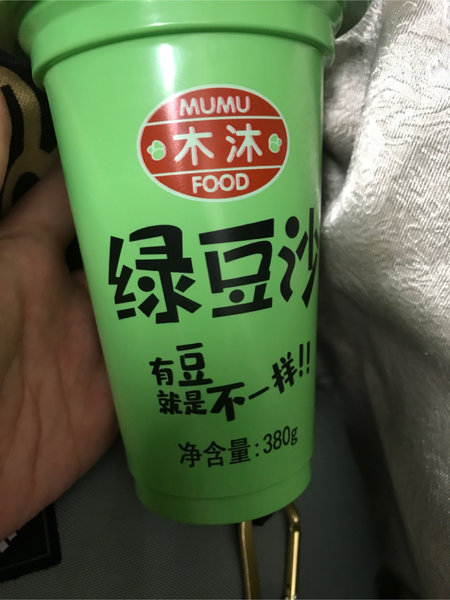 MUMU
木沐
FOOD
绿豆沙
有豆
就是不一样!!
净含量:380g